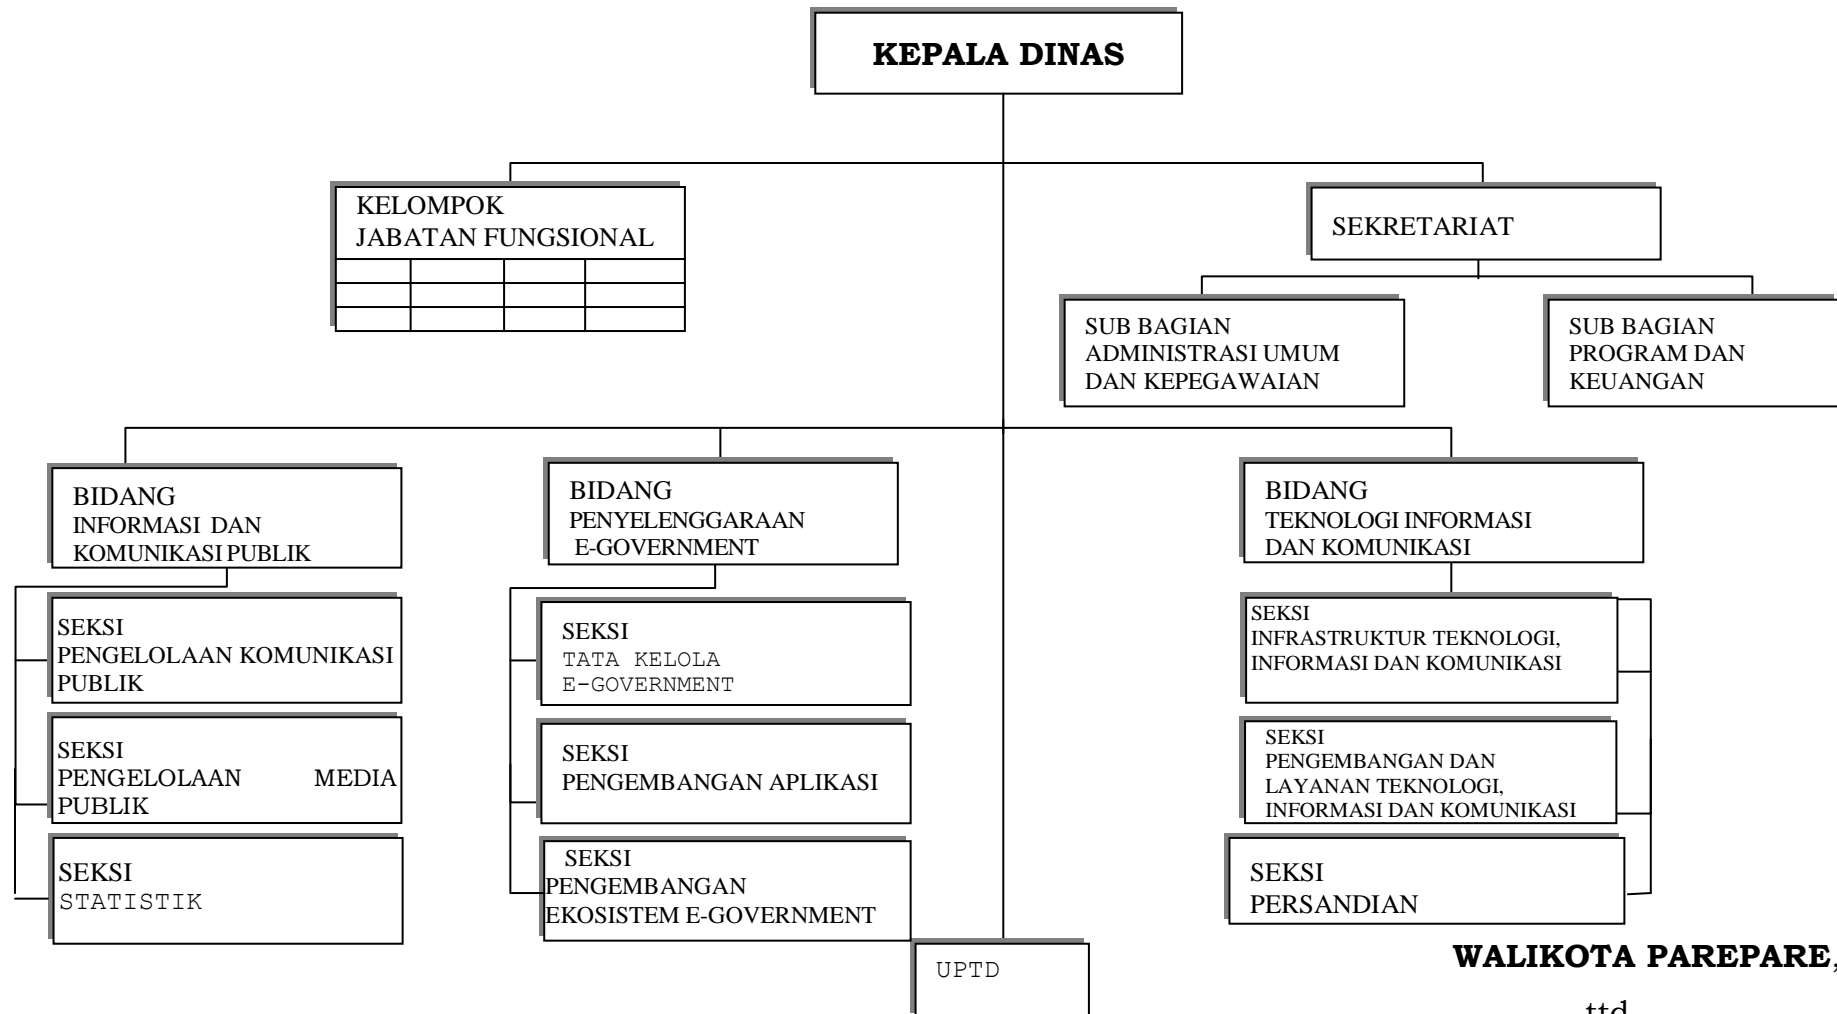 KEPALA DINAS
KELOMPOK
JABATAN FUNGSIONAL
SEKRETARIAT
SUB BAGIAN
ADMINISTRASI UMUM
DAN KEPEGAWAIAN
SUB BAGIAN
PROGRAM DAN
KEUANGAN
BIDANG
INFORMASI DAN
KOMUNIKASI PUBLIK
BIDANG
PENYELENGGARAAN
E-GOVERNMENT
BIDANG
TEKNOLOGI INFORMASI
DAN KOMUNIKASI
SEKSI
PENGELOLAAN KOMUNIKASI
PUBLIK
SEKSI
PENGELOLAAN MEDIA
PUBLIK
SEKSI
STATISTIK
SEKSI
TATA KELOLA
E-GOVERNMENT
SEKSI
PENGEMBANGAN APLIKASI
SEKSI
PENGEMBANGAN
EKOSISTEM E-GOVERNMENT
SEKSI
INFRASTRUKTUR TEKNOLOGI,
INFORMASI DAN KOMUNIKASI
SEKSI
PENGEMBANGAN DAN
LAYANAN TEKNOLOGI,
INFORMASI DAN KOMUNIKASI
SEKSI
PERSANDIAN
UPTD
WALIKOTA PAREPARE,
ttd